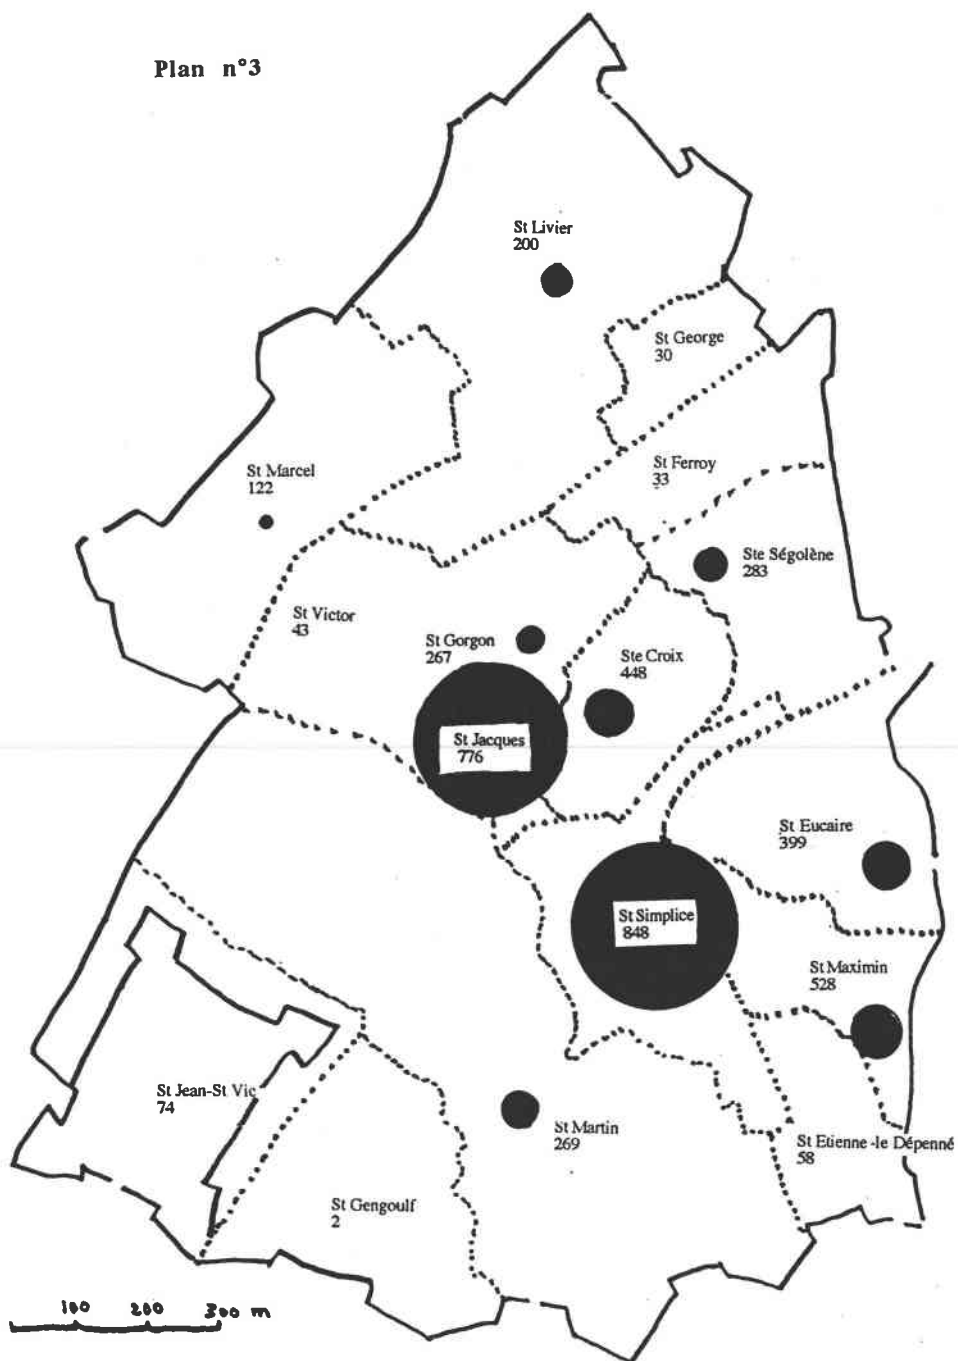 Plan n°3
St Livier
200
St George
30
St Marcel
122
St Ferroy
33
Ste Ségolène
283
St Victor
43
St Gorgon
267
Ste Croix
448
St Jacques
776
St Eucaire
399
St Simplice
848
St Maximin
528
St Jean-St Vic
74
St Martin
269
St Etienne-le Dépenné
58
St Gengoulf
2
100 200 300 m